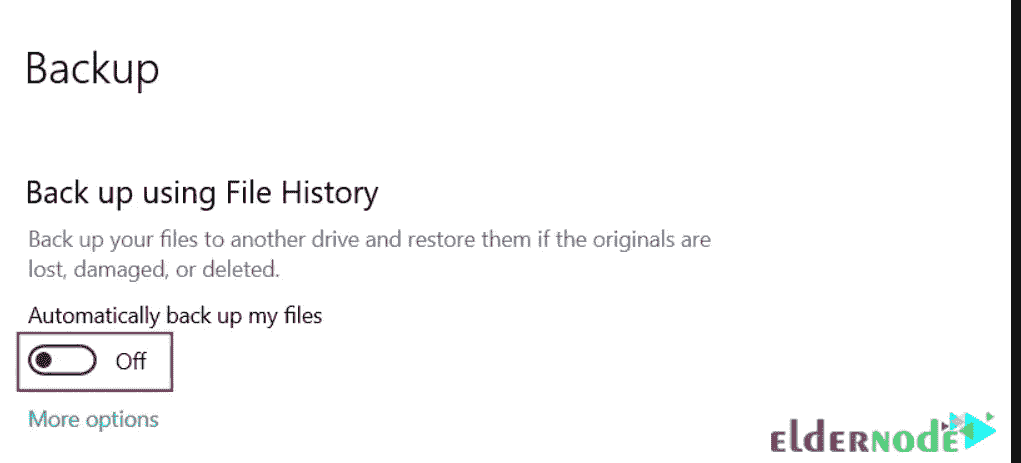 Backup
Back up using File History
Back up your files to another drive and restore them if the originals are
lost, damaged, or deleted.
Automatically back up my files
Off
More options
eldernode